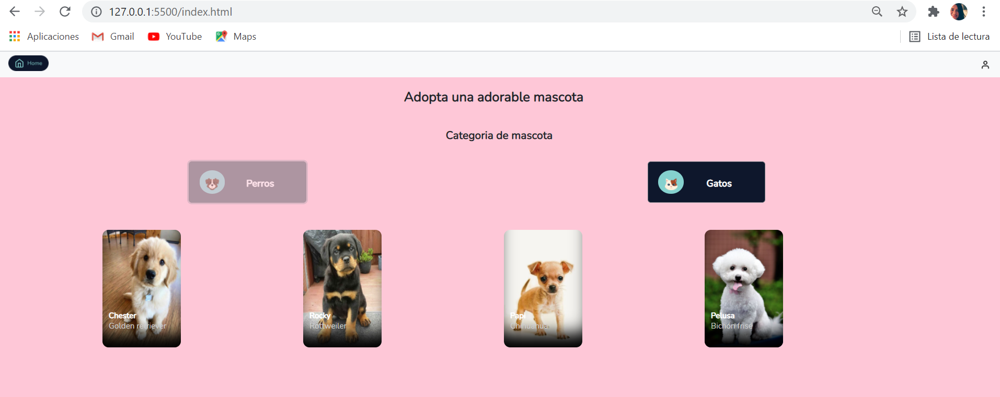 127.0.0.1:5500/index.html
Aplicaciones Gmail YouTube Maps Lista de lectura
Home
Adopta una adorable mascota
Categoria de mascota
Perros Gatos
Chester Rocky Papi Pelusa
Golden retriever Rottweiler Chihuahua Bichón frisé